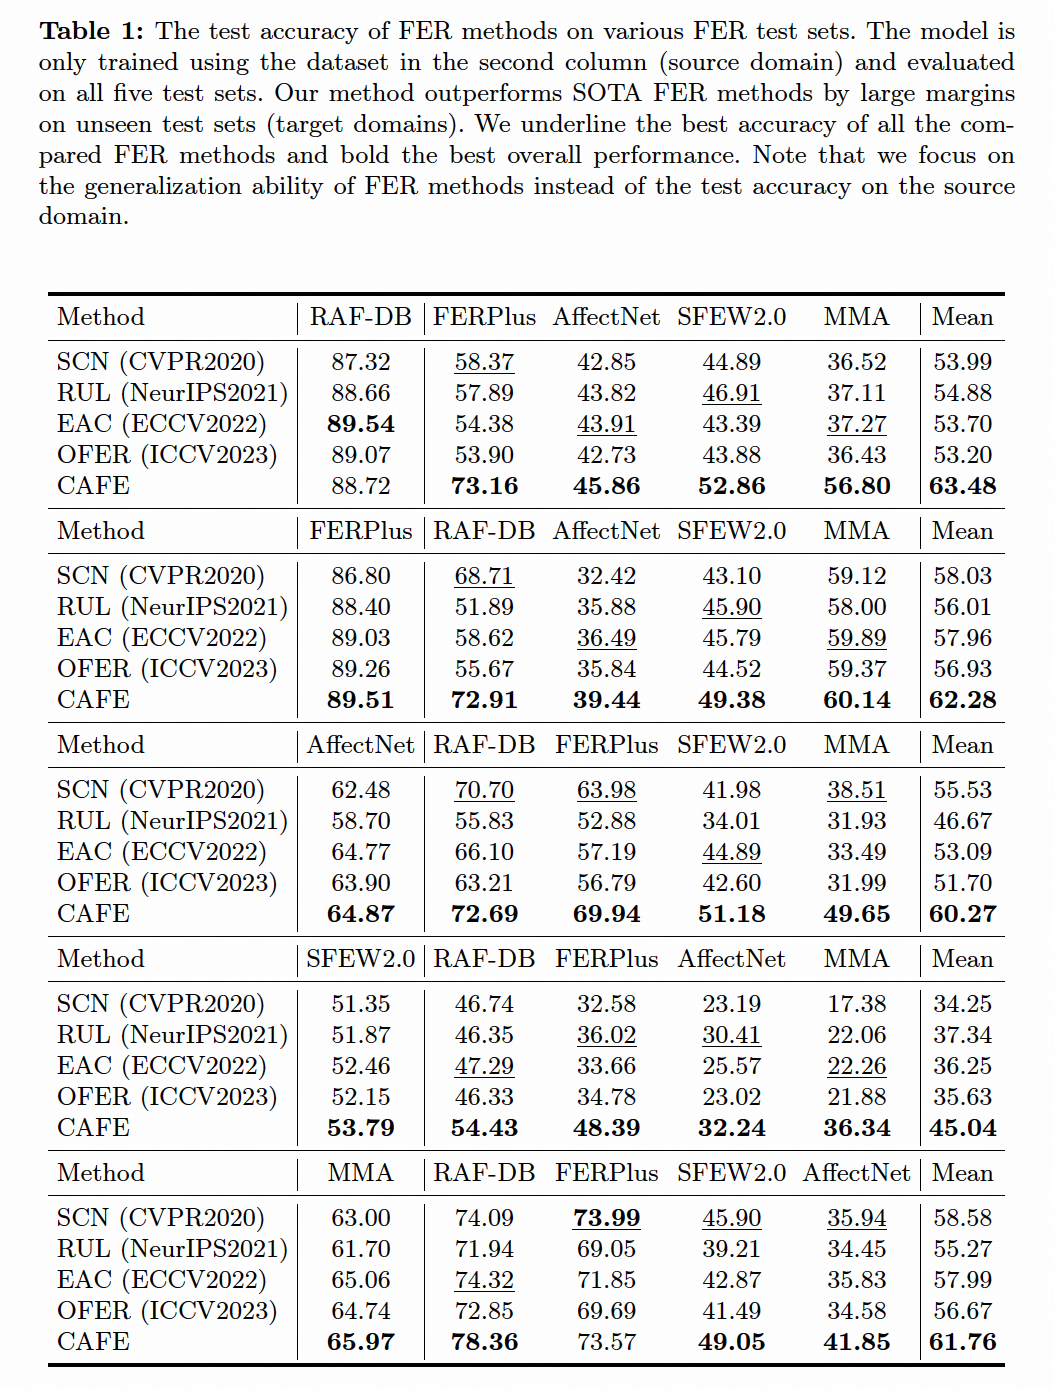 Table 1: The test accuracy of FER methods on various FER test sets. The model is
only trained using the dataset in the second column (source domain) and evaluated
on all five test sets. Our method outperforms SOTA FER methods by large margins
on unseen test sets (target domains). We underline the best accuracy of all the com-
pared FER methods and bold the best overall performance. Note that we focus on
the generalization ability of FER methods instead of the test accuracy on the source
domain.
Method RAF-DB FERPlus AffectNet SFEW2.0 MMA Mean
SCN (CVPR2020) 87.32 58.37 42.85 44.89 36.52 53.99
RUL (NeurIPS2021) 88.66 57.89 43.82 46.91 37.11 54.88
EAC (ECCV2022) 89.54 54.38 43.91 43.39 37.27 53.70
OFER (ICCV2023) 89.07 53.90 42.73 43.88 36.43 53.20
CAFE 88.72 73.16 45.86 52.86 56.80 63.48
Method FERPlus RAF-DB AffectNet SFEW2.0 MMA Mean
SCN (CVPR2020) 86.80 68.71 32.42 43.10 59.12 58.03
RUL (NeurIPS2021) 88.40 51.89 35.88 45.90 58.00 56.01
EAC (ECCV2022) 89.03 58.62 36.49 45.79 59.89 57.96
OFER (ICCV2023) 89.26 55.67 35.84 44.52 59.37 56.93
CAFE 89.51 72.91 39.44 49.38 60.14 62.28
Method AffectNet RAF-DB FERPlus SFEW2.0 MMA Mean
SCN (CVPR2020) 62.48 70.70 63.98 41.98 38.51 55.53
RUL (NeurIPS2021) 58.70 55.83 52.88 34.01 31.93 46.67
EAC (ECCV2022) 64.77 66.10 57.19 44.89 33.49 53.09
OFER (ICCV2023) 63.90 63.21 56.79 42.60 31.99 51.70
CAFE 64.87 72.69 69.94 51.18 49.65 60.27
Method SFEW2.0 RAF-DB FERPlus AffectNet MMA Mean
SCN (CVPR2020) 51.35 46.74 32.58 23.19 17.38 34.25
RUL (NeurIPS2021) 51.87 46.35 36.02 30.41 22.06 37.34
EAC (ECCV2022) 52.46 47.29 33.66 25.57 22.26 36.25
OFER (ICCV2023) 52.15 46.33 34.78 23.02 21.88 35.63
CAFE 53.79 54.43 48.39 32.24 36.34 45.04
Method MMA RAF-DB FERPlus SFEW2.0 AffectNet Mean
SCN (CVPR2020) 63.00 74.09 73.99 45.90 35.94 58.58
RUL (NeurIPS2021) 61.70 71.94 69.05 39.21 34.45 55.27
EAC (ECCV2022) 65.06 74.32 71.85 42.87 35.83 57.99
OFER (ICCV2023) 64.74 72.85 69.69 41.49 34.58 56.67
CAFE 65.97 78.36 73.57 49.05 41.85 61.76